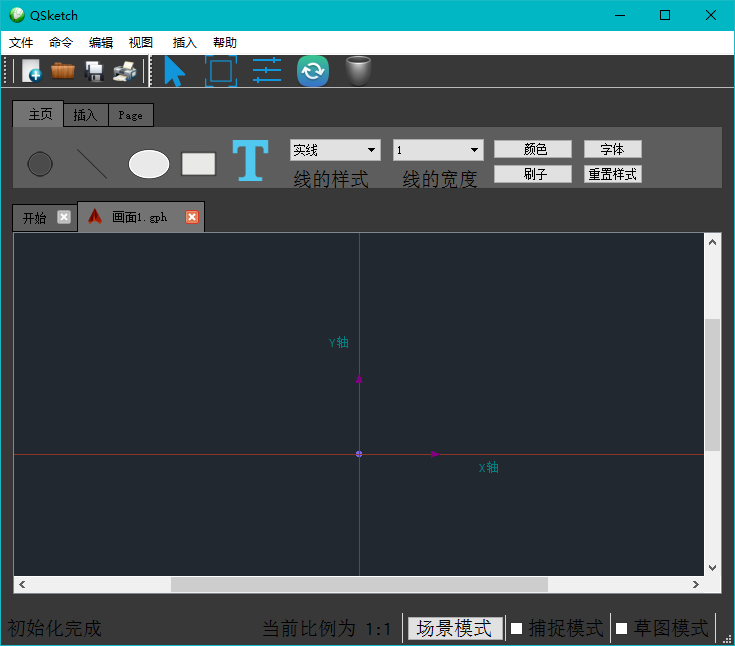 QSketch
文件 命令 编辑 视图 插入 帮助
主页 插入 Page
T 实线 1 颜色 字体
线的样式 线的宽度 刷子 重置样式
开始 画面1.gph
Y轴
X轴
初始化完成 当前比例为 1:1 场景模式 捕捉模式 草图模式